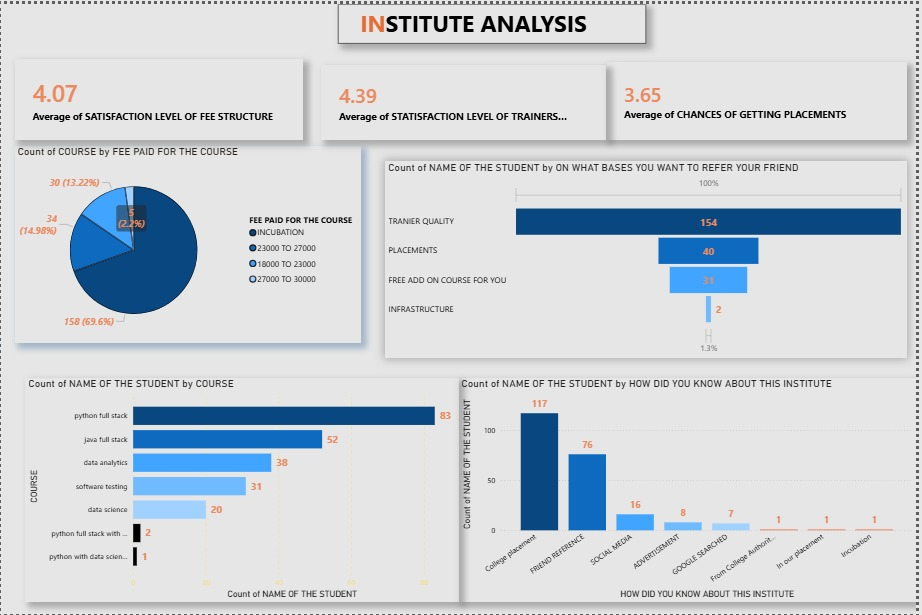 INSTITUTE ANALYSIS
4.07
Average of SATISFACTION LEVEL OF FEE STRUCTURE
4.39
Average of STATISFACTION LEVEL OF TRAINERS...
3.65
Average of CHANCES OF GETTING PLACEMENTS
Count of COURSE by FEE PAID FOR THE COURSE
30 (13.22%)
5
(2.2%)
34
(14.98%)
158 (69.6%)
FEE PAID FOR THE COURSE
INCUBATION
23000 TO 27000
18000 TO 23000
27000 TO 30000
Count of NAME OF THE STUDENT by ON WHAT BASES YOU WANT TO REFER YOUR FRIEND
100%
TRANIER QUALITY
154
PLACEMENTS
40
FREE ADD ON COURSE FOR YOU
31
INFRASTRUCTURE
2
1.3%
Count of NAME OF THE STUDENT by COURSE
COURSE
python full stack
83
java full stack
52
data analytics
38
software testing
31
data science
20
python full stack with ...
2
python with data scien...
1
Count of NAME OF THE STUDENT
Count of NAME OF THE STUDENT by HOW DID YOU KNOW ABOUT THIS INSTITUTE
Count of NAME OF THE STUDENT
100
50
0
117
76
16
8
7
1
1
1
College placement
FRIEND REFERENCE
SOCIAL MEDIA
ADVERTISEMENT
GOOGLE SEARCHED
From College Authorit...
In our placement
Incubation
HOW DID YOU KNOW ABOUT THIS INSTITUTE